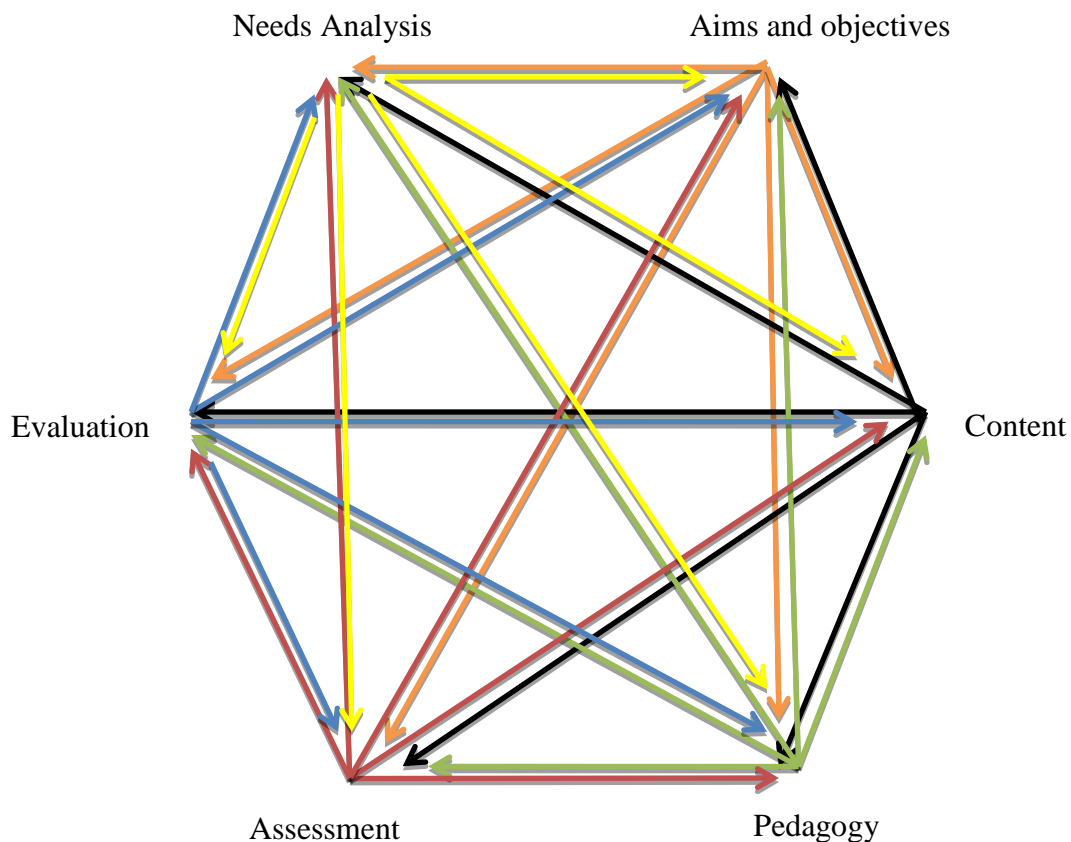 Needs Analysis
Aims and objectives
Evaluation
Content
Assessment
Pedagogy